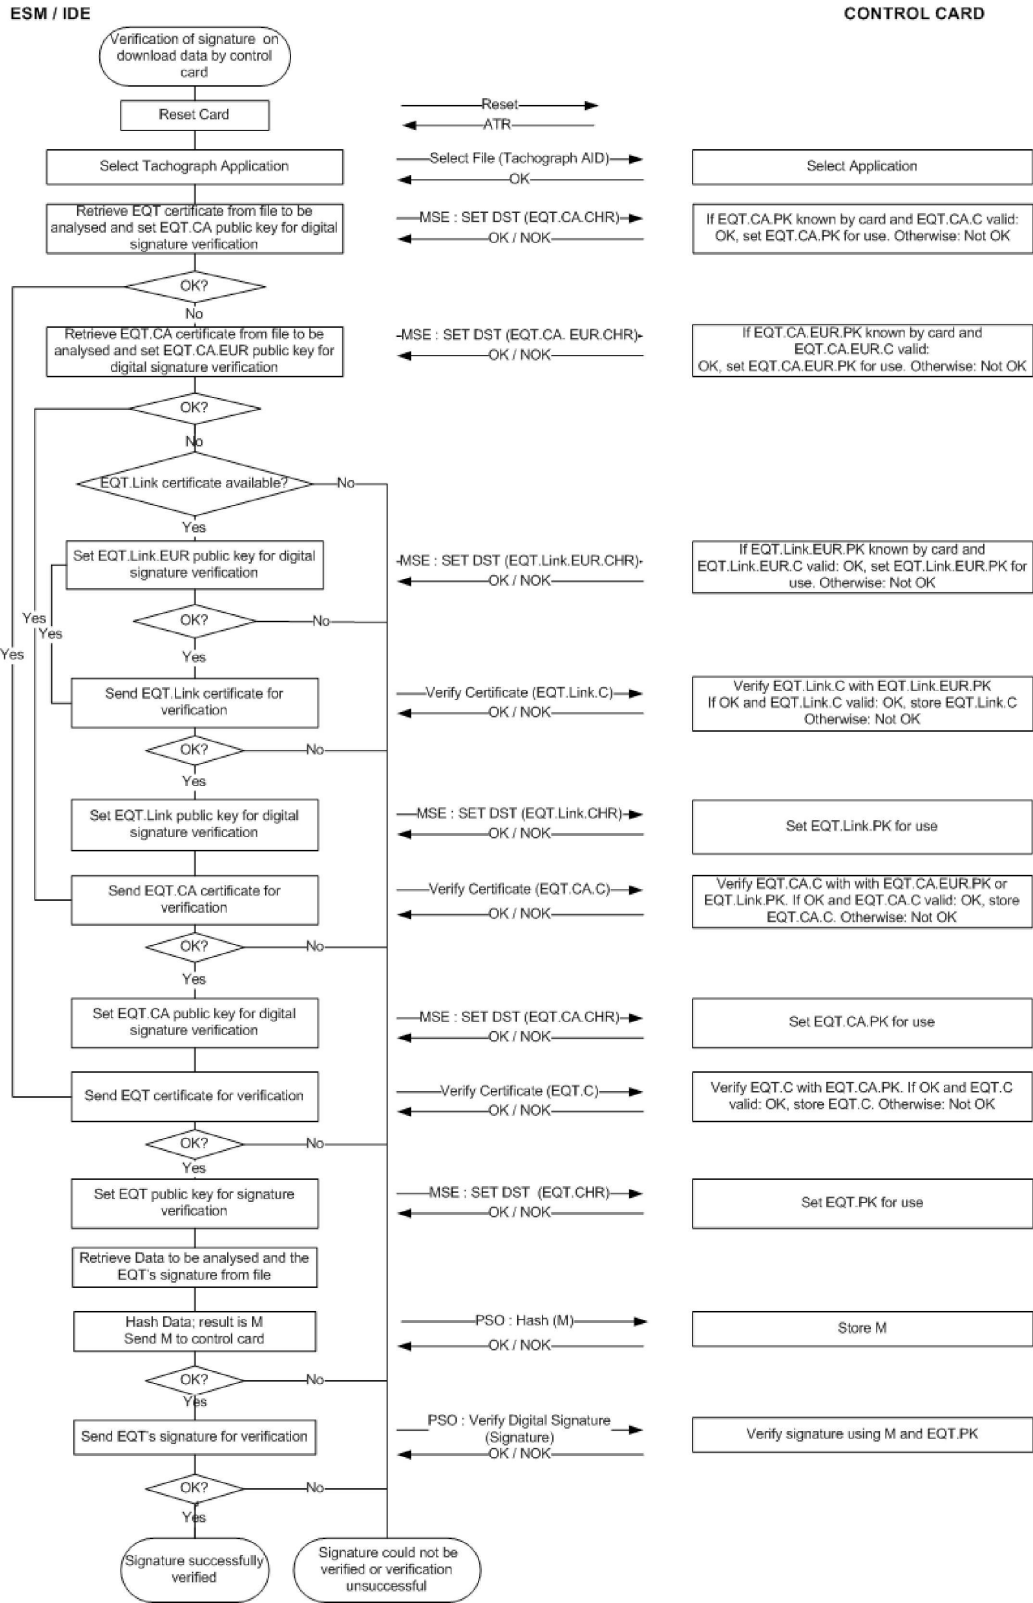 ESM / IDE
CONTROL CARD
Verification of signature on
download data by control
card
Reset Card
Reset
ATR
Select Tachograph Application
Select File (Tachograph AID)
OK
Select Application
Retrieve EQT certificate from file to be
analysed and set EQT.CA public key for digital
signature verification
MSE : SET DST (EQT.CA.CHR)
OK / NOK
If EQT.CA.PK known by card and EQT.CA.C valid:
OK, set EQT.CA.PK for use. Otherwise: Not OK
OK?
No
Retrieve EQT.CA certificate from file to be
analysed and set EQT.CA.EUR public key for
digital signature verification
MSE : SET DST (EQT.CA. EUR.CHR)
OK / NOK
If EQT.CA.EUR.PK known by card and
EQT.CA.EUR.C valid:
OK, set EQT.CA.EUR.PK for use. Otherwise: Not OK
OK?
No
EQT.Link certificate available?
No
Yes
Set EQT.Link.EUR public key for digital
signature verification
MSE : SET DST (EQT.Link.EUR.CHR)
OK / NOK
If EQT.Link.EUR.PK known by card and
EQT.Link.EUR.C valid: OK, set EQT.Link.EUR.PK for
use. Otherwise: Not OK
Yes
Yes
Yes
OK?
No
Yes
Send EQT.Link certificate for
verification
Verify Certificate (EQT.Link.C)
OK / NOK
Verify EQT.Link.C with EQT.Link.EUR.PK
If OK and EQT.Link.C valid: OK, store EQT.Link.C
Otherwise: Not OK
OK?
No
Yes
Set EQT.Link public key for digital
signature verification
MSE : SET DST (EQT.Link.CHR)
OK / NOK
Set EQT.Link.PK for use
Send EQT.CA certificate for
verification
Verify Certificate (EQT.CA.C)
OK / NOK
Verify EQT.CA.C with with EQT.CA.EUR.PK or
EQT.Link.PK. If OK and EQT.CA.C valid: OK, store
EQT.CA.C. Otherwise: Not OK
OK?
No
Yes
Set EQT.CA public key for digital
signature verification
MSE : SET DST (EQT.CA.CHR)
OK / NOK
Set EQT.CA.PK for use
Send EQT certificate for verification
Verify Certificate (EQT.C)
OK / NOK
Verify EQT.C with EQT.CA.PK. If OK and EQT.C
valid: OK, store EQT.C. Otherwise: Not OK
OK?
No
Yes
Set EQT public key for signature
verification
MSE : SET DST (EQT.CHR)
OK / NOK
Set EQT.PK for use
Retrieve Data to be analysed and the
EQT's signature from file
Hash Data; result is M
Send M to control card
PSO : Hash (M)
OK / NOK
Store M
OK?
No
Yes
Send EQT's signature for verification
PSO : Verify Digital Signature
(Signature)
OK / NOK
Verify signature using M and EQT.PK
OK?
No
Yes
Signature successfully
verified
Signature could not be
verified or verification
unsuccessful